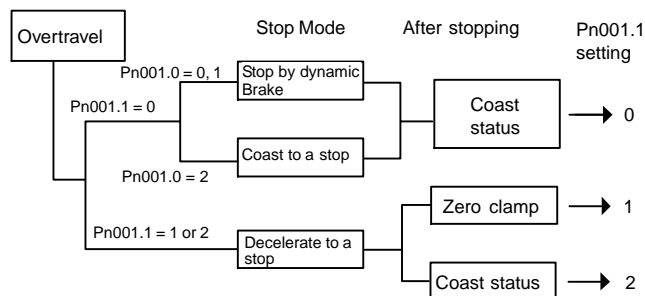 Overtravel
Stop Mode
After stopping
Pn001.1
setting
Pn001.0 = 0, 1
Stop by dynamic
Brake
Pn001.1 = 0
Coast
status
0
Coast to a stop
Pn001.0 = 2
Zero clamp
1
Pn001.1 = 1 or 2
Decelerate to a
stop
Coast status
2